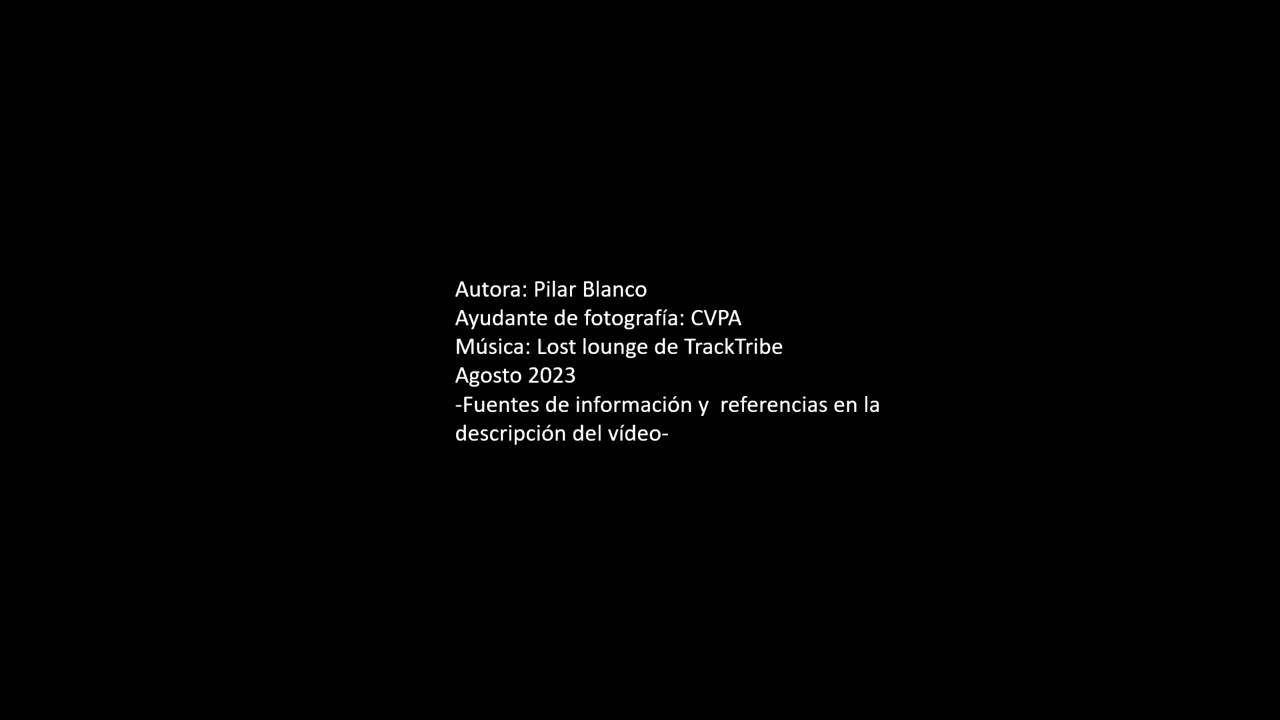 Autora: Pilar Blanco
Ayudante de fotografía: CVPA
Música: Lost lounge de TrackTribe
Agosto 2023
-Fuentes de información y  referencias en la
descripción del vídeo-